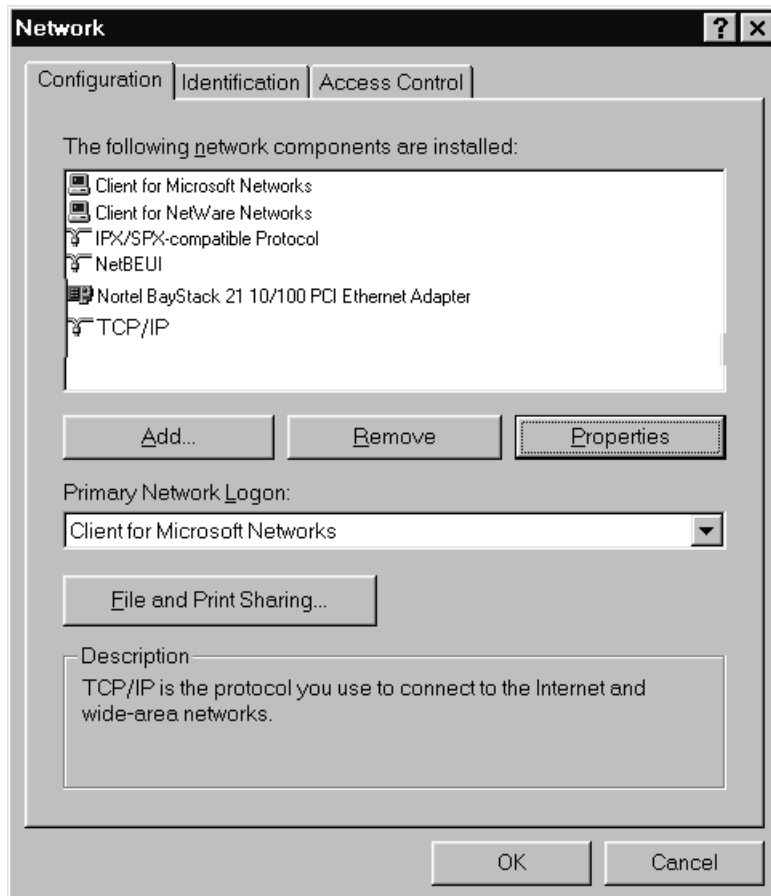 Network
Configuration
Identification
Access Control
The following network components are installed:
Client for Microsoft Networks
Client for NetWare Networks
IPX/SPX-compatible Protocol
NetBEUI
Nortel BayStack 21 10/100 PCI Ethernet Adapter
TCP/IP
Add...
Remove
Properties
Primary Network Logon:
Client for Microsoft Networks
File and Print Sharing...
Description
TCP/IP is the protocol you use to connect to the Internet and
wide-area networks.
OK
Cancel